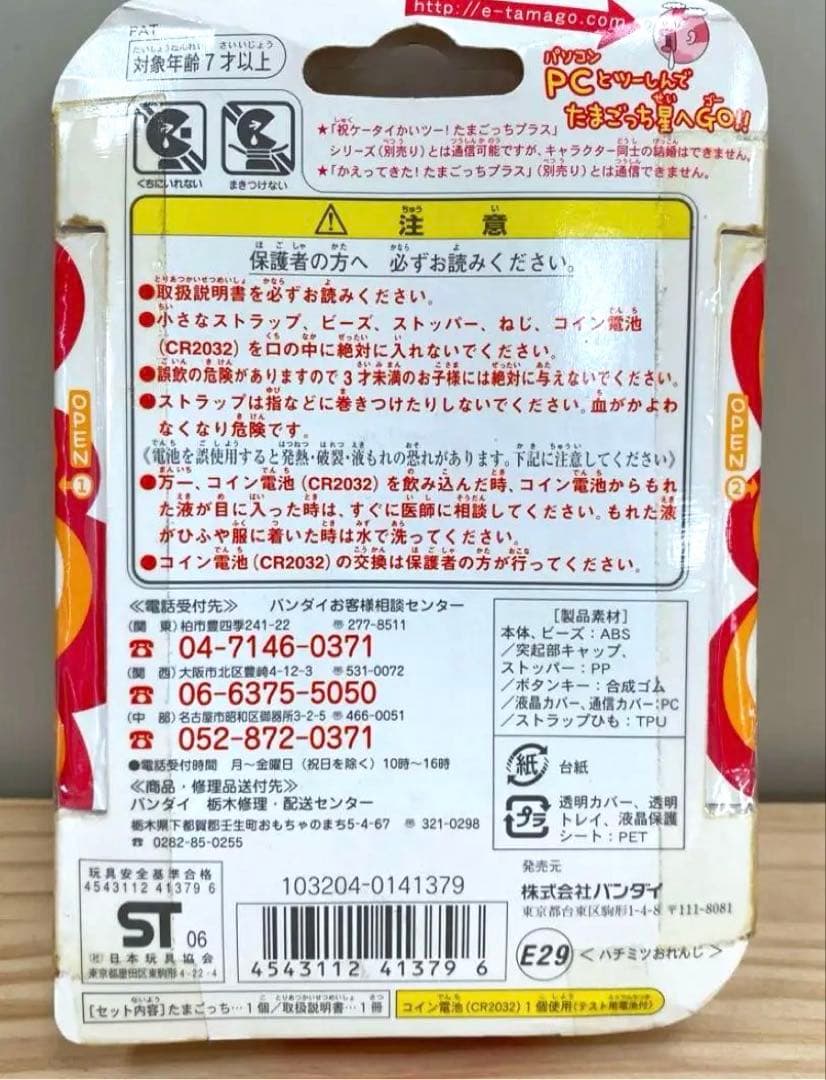 http://e-tamago.com
PAT
対象年齢7才以上
くちにいれない
まきつけない
パソコン
PCとツーしんで
たまごっち星へGO!!
★「祝ケータイかいツー!たまごっちプラス」
シリーズ(別売り)とは通信可能ですが、キャラクター同士の結婚はできません。
★「かえってきた!たまごっちプラス」(別売り)とは通信できません。
⚠注意
保護者の方へ 必ずお読みください。
●取扱説明書を必ずお読みください。
●小さなストラップ、ビーズ、ストッパー、ねじ、コイン電池
(CR2032)を口の中に絶対に入れないでください。
●誤飲の危険がありますので3才未満のお子様には絶対に与えないでください。
●ストラップは指などに巻きつけたりしないでください。血がかよわ
なくなり危険です。
《電池を誤使用すると発熱・破裂・液もれの恐れがあります。下記に注意してください》
●万一、コイン電池(CR2032)を飲み込んだ時、コイン電池からもれ
た液が目に入った時は、すぐに医師に相談してください。もれた液
がひふや服に着いた時は水で洗ってください。
●コイン電池(CR2032)の交換は保護者の方が行ってください。
OPEN
1
OPEN
2
≪電話受付先≫ バンダイお客様相談センター
(関 東)柏市豊四季241-22 〒277-8511
☎ 04-7146-0371
(関 西)大阪市北区豊崎4-12-3 〒531-0072
☎ 06-6375-5050
(中 部)名古屋市昭和区御器所3-2-5 〒466-0051
☎ 052-872-0371
●電話受付時間 月〜金曜日(祝日を除く)10時〜16時
≪商品・修理品送付先≫
バンダイ 栃木修理・配送センター
栃木県下都賀郡壬生町おもちゃのまち5-4-67 〒321-0298
☎ 0282-85-0255
[製品素材]
本体、ビーズ:ABS
/突起部キャップ、
ストッパー:PP
/ボタンキー:合成ゴム
/液晶カバー、通信カバー:PC
/ストラップひも:TPU
紙 台紙
プラ 透明カバー、透明
トレイ、液晶保護
シート:PET
発売元
株式会社バンダイ
東京都台東区駒形1-4-8 〒111-8081
E29 <ハチミツおれんじ>
玩具安全基準合格
4543112 41379 6
ST 06
(社)日本玩具協会
東京都墨田区東駒形4-22-4
103204-0141379
4543112 413796
[セット内容]たまごっち…1個/取扱説明書…1冊
コイン電池(CR2032)1個使用(テスト用電池付)